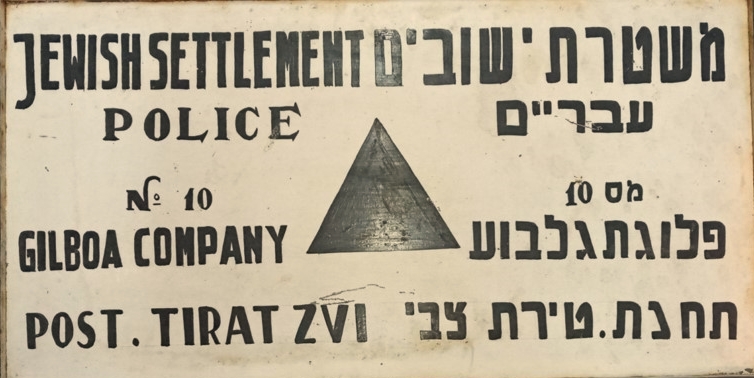 JEWISH SETTLEMENT משטרת ישובים
POLICE עבריים
No 10 מס 10
GILBOA COMPANY פלוגת גלבוע
POST. TIRAT ZVI תחנת. טירת צבי